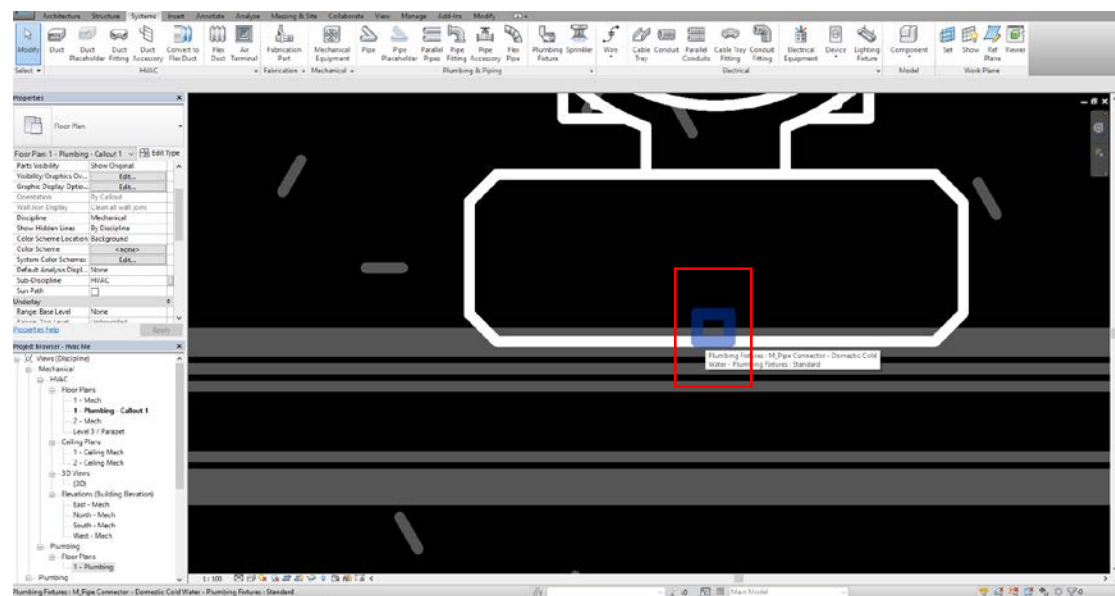 Architecture Structure Systems Insert Annotate Analyze Massing & Site Collaborate View Manage Add-Ins Modify
Modify Duct Duct Placeholder Duct Fitting Duct Accessory Convert to Flex Duct Flex Duct Air Terminal Fabrication Part Mechanical Equipment Pipe Pipe Placeholder Parallel Pipes Pipe Fitting Pipe Accessory Flex Pipe Plumbing Fixture Sprinkler Wire Cable Tray Conduit Parallel Conduits Cable Tray Fitting Conduit Fitting Electrical Equipment Device Lighting Fixture Component Set Show Ref Plane Viewer
Select HVAC Fabrication Mechanical Plumbing & Piping Electrical Model Work Plane
Properties
Floor Plan
Floor Plan: 1 - Plumbing - Callout 1 Edit Type
Parts Visibility Show Original
Visibility/Graphics Ov... Edit...
Graphic Display Optio... Edit...
Orientation By Callout
Wall Join Display Clean all wall joins
Discipline Mechanical
Show Hidden Lines By Discipline
Color Scheme Location Background
Color Scheme <none>
System Color Schemes Edit...
Default Analysis Displ... None
Sub-Discipline HVAC
Sun Path
Underlay
Range: Base Level None
Properties help Apply
Views (Discipline)
Mechanical
HVAC
Floor Plans
1 - Mech
1 - Plumbing - Callout 1
2 - Mech
Level 3 / Parapet
Ceiling Plans
1 - Ceiling Mech
2 - Ceiling Mech
3D Views
{3D}
Elevations (Building Elevation)
East - Mech
North - Mech
South - Mech
West - Mech
Plumbing
Floor Plans
1 - Plumbing
Plumbing
Plumbing Fixtures : M_Pipe Connector - Domestic Cold
Water - Plumbing Fixtures : Standard
1 : 100
Plumbing Fixtures : M_Pipe Connector - Domestic Cold Water - Plumbing Fixtures : Standard
Main Model